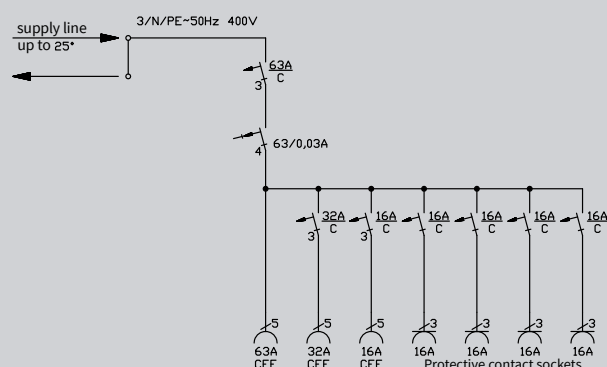 3/N/PE~50Hz 400V
supply line
up to 25"
63A
C
3
63/0,03A
4
32A 16A 16A 16A 16A 16A
C C C C C C
3 3
5 5 5 3 3 3 3
63A 32A 16A 16A 16A 16A 16A
CEE CEE CEE Protective contact sockets